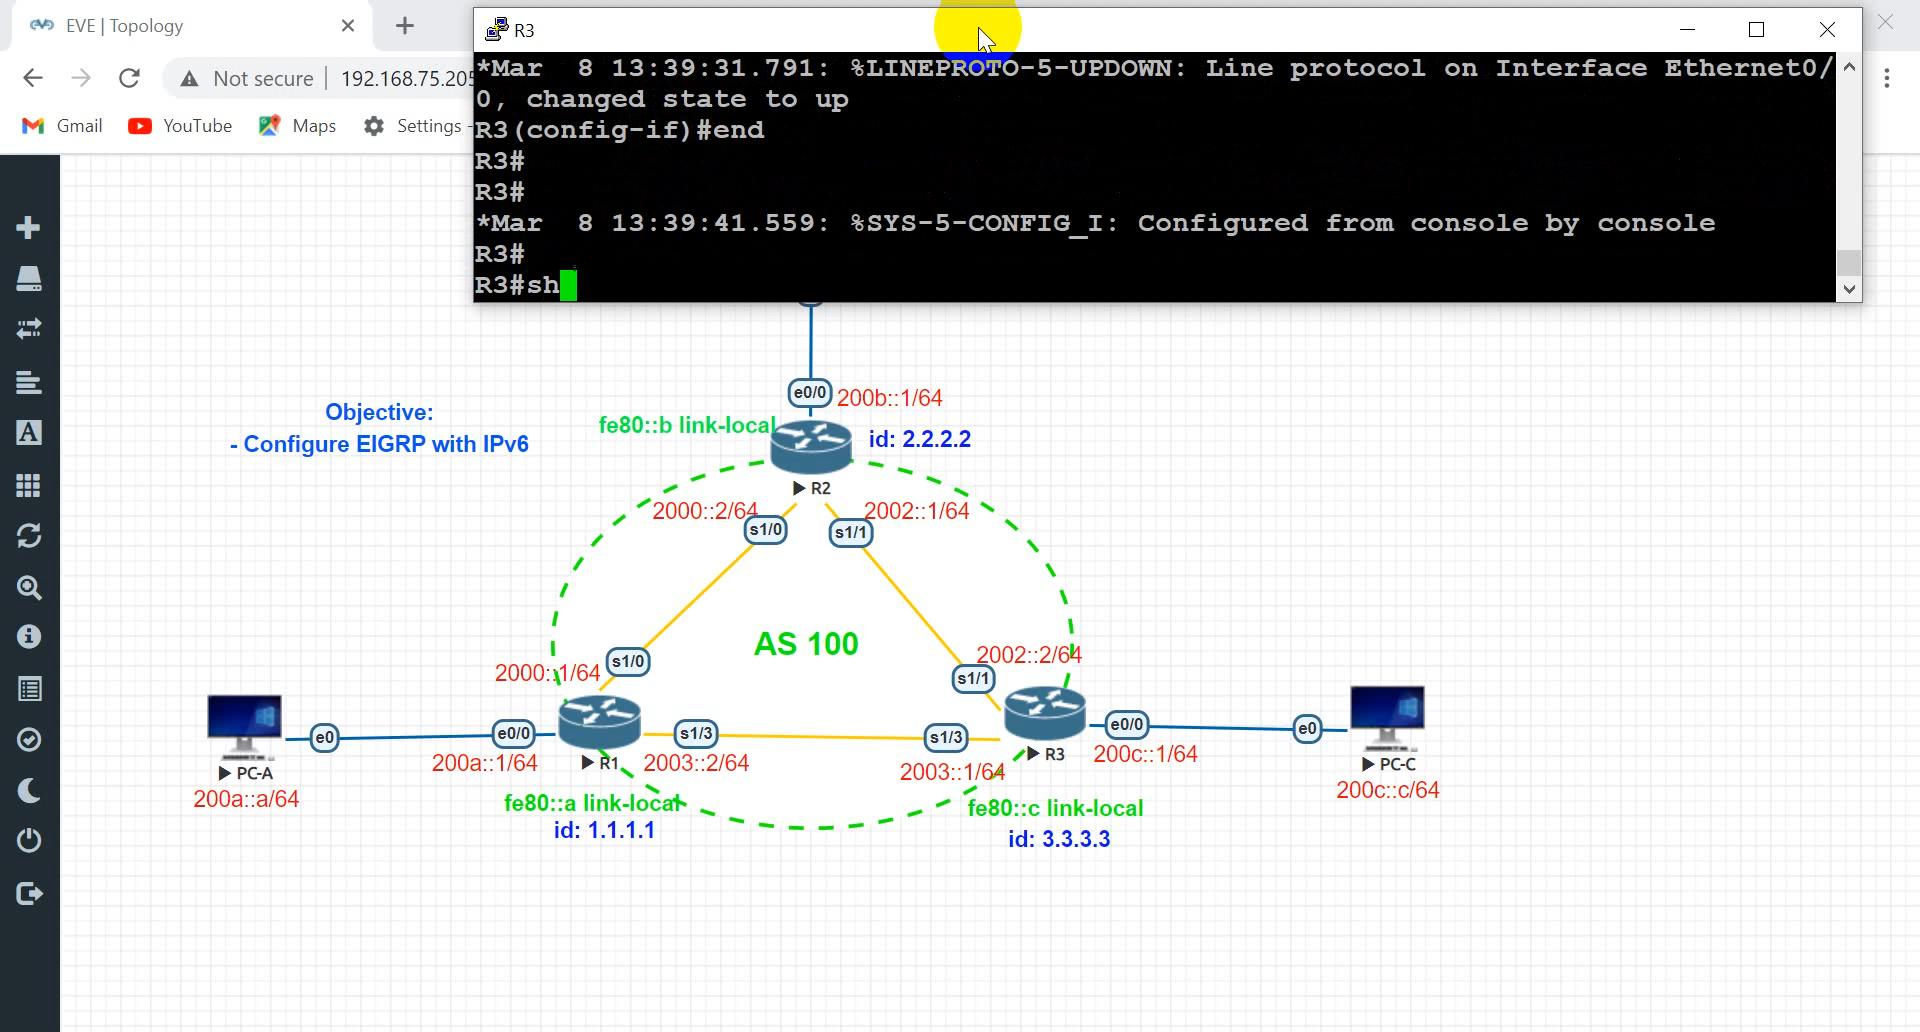 EVE | Topology
R3
Not secure
192.168.75.205
Gmail
YouTube
Maps
Settings -
*Mar  8 13:39:31.791: %LINEPROTO-5-UPDOWN: Line protocol on Interface Ethernet0/
0, changed state to up
R3(config-if)#end
R3#
R3#
*Mar  8 13:39:41.559: %SYS-5-CONFIG_I: Configured from console by console
R3#
R3#sh
Objective:
- Configure EIGRP with IPv6
e0/0
200b::1/64
fe80::b link-local
id: 2.2.2.2
R2
2000::2/64
2002::1/64
s1/0
s1/1
AS 100
2000::1/64
s1/0
2002::2/64
s1/1
e0
e0/0
s1/3
s1/3
e0/0
e0
PC-A
200a::1/64
R1
2003::2/64
2003::1/64
R3
200c::1/64
PC-C
200a::a/64
200c::c/64
fe80::a link-local
id: 1.1.1.1
fe80::c link-local
id: 3.3.3.3